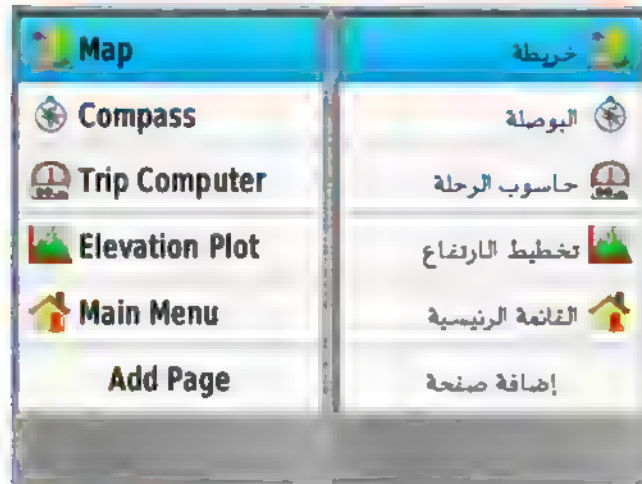 Map
Compass
Trip Computer
Elevation Plot
Main Menu
Add Page
خريطة
البوصلة
حاسوب الرحلة
تخطيط الارتفاع
القائمة الرئيسية
إضافة صفحة